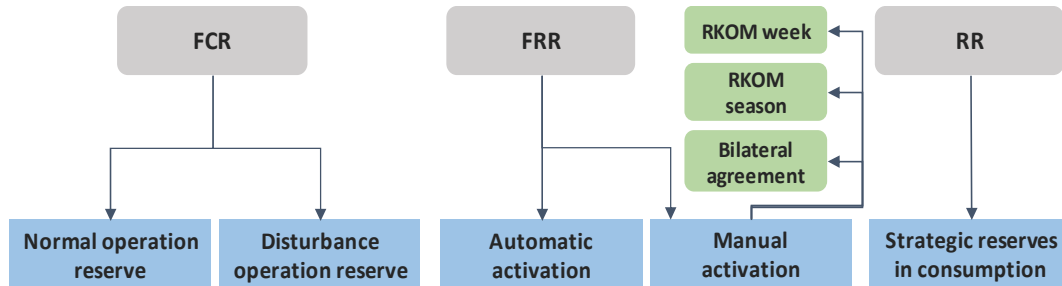 FCR
FRR
RKOM week
RR
RKOM
season
Bilateral
agreement
Normal operation
reserve
Disturbance
operation reserve
Automatic
activation
Manual
activation
Strategic reserves
in consumption